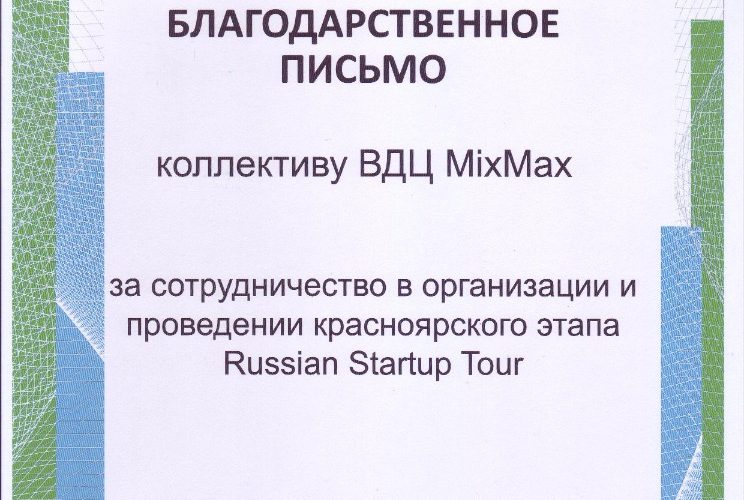 БЛАГОДАРСТВЕННОЕ
ПИСЬМО
коллективу ВДЦ MixMax
за сотрудничество в организации и
проведении красноярского этапа
Russian Startup Tour